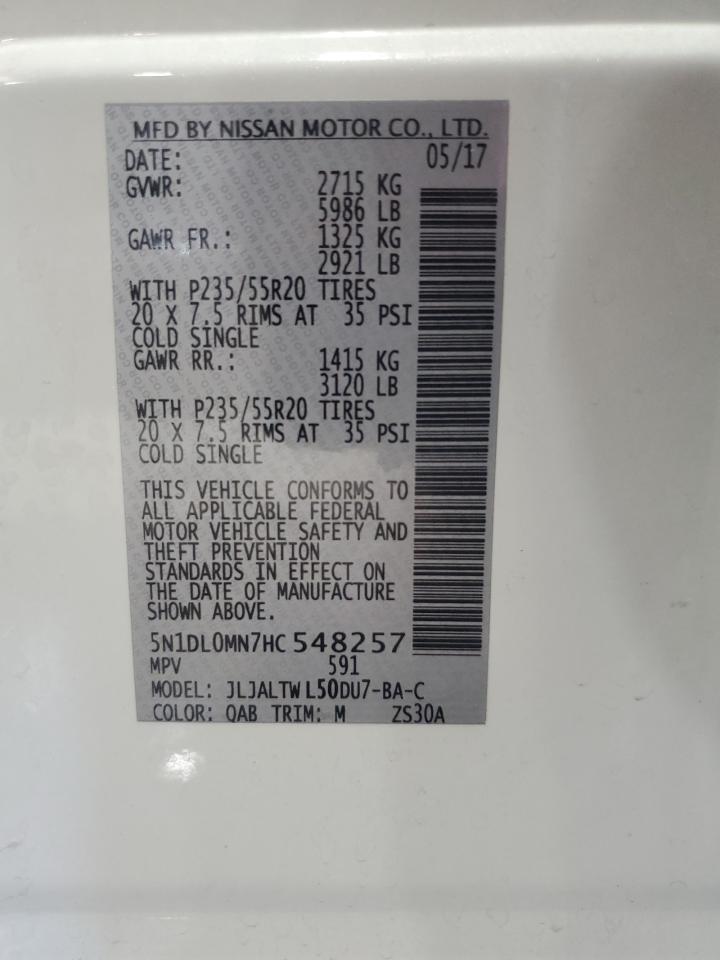 MFD BY NISSAN MOTOR CO., LTD.
DATE: 05/17
GVWR: 2715 KG
5986 LB
GAWR FR.: 1325 KG
2921 LB
WITH P235/55R20 TIRES
20 X 7.5 RIMS AT 35 PSI
COLD SINGLE
GAWR RR.: 1415 KG
3120 LB
WITH P235/55R20 TIRES
20 X 7.5 RIMS AT 35 PSI
COLD SINGLE
THIS VEHICLE CONFORMS TO
ALL APPLICABLE FEDERAL
MOTOR VEHICLE SAFETY AND
THEFT PREVENTION
STANDARDS IN EFFECT ON
THE DATE OF MANUFACTURE
SHOWN ABOVE.
5N1DL0MN7HC 548257
MPV 591
MODEL: JLJALTW L50DU7-BA-C
COLOR: QAB TRIM: M ZS30A